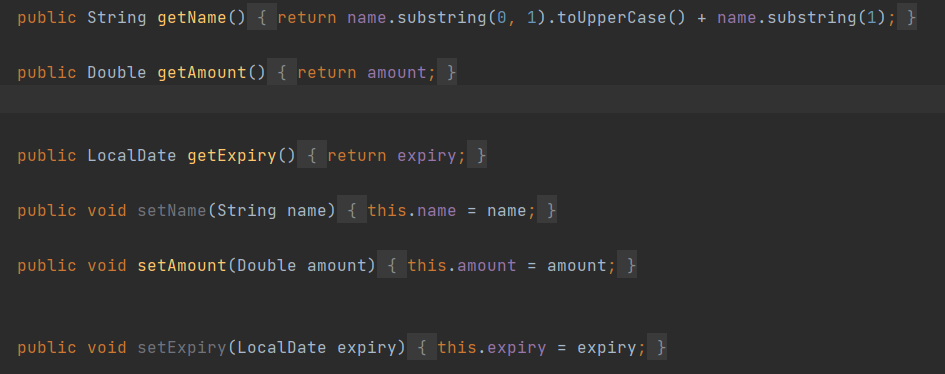 public String getName() { return name.substring(0, 1).toUpperCase() + name.substring(1); }
public Double getAmount() { return amount; }
public LocalDate getExpiry() { return expiry; }
public void setName(String name) { this.name = name; }
public void setAmount(Double amount) { this.amount = amount; }
public void setExpiry(LocalDate expiry) { this.expiry = expiry; }